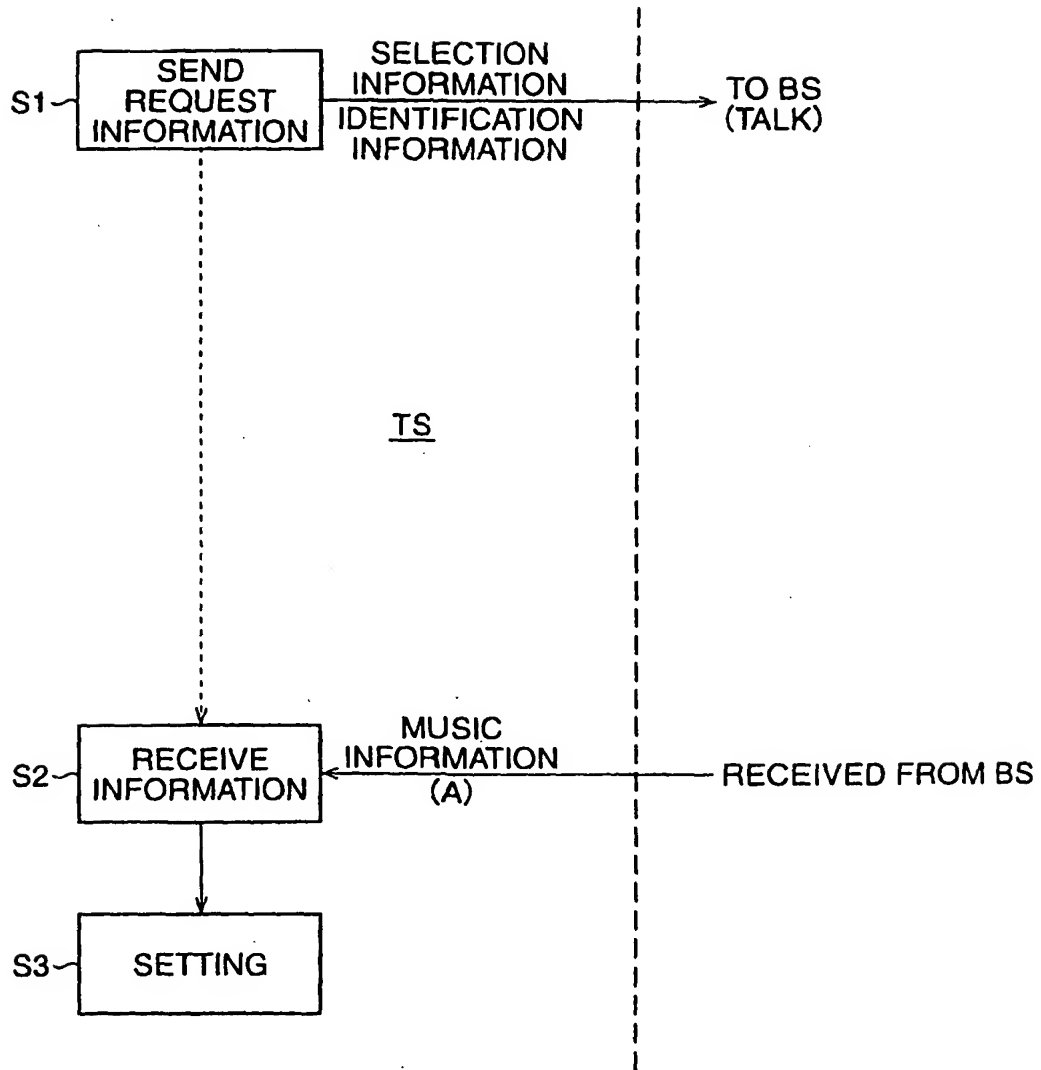 S1
SEND
REQUEST
INFORMATION
SELECTION
INFORMATION
IDENTIFICATION
INFORMATION
TO BS
(TALK)
TS
S2
RECEIVE
INFORMATION
MUSIC
INFORMATION
(A)
RECEIVED FROM BS
S3
SETTING